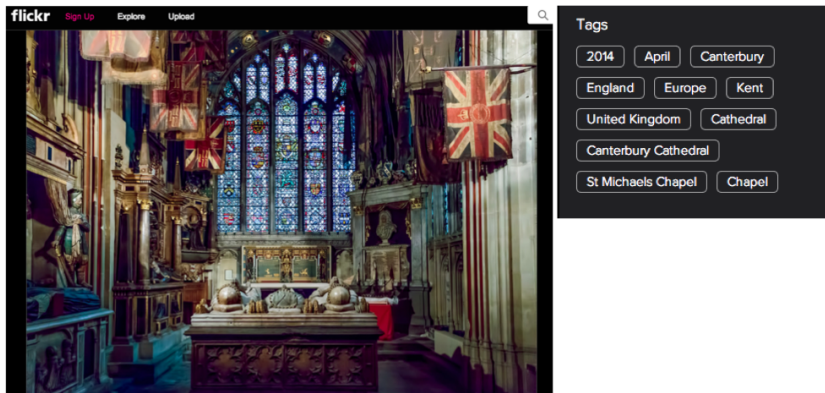 flickr Sign Up Explore Upload
Tags
2014 April Canterbury
England Europe Kent
United Kingdom Cathedral
Canterbury Cathedral
St Michaels Chapel Chapel